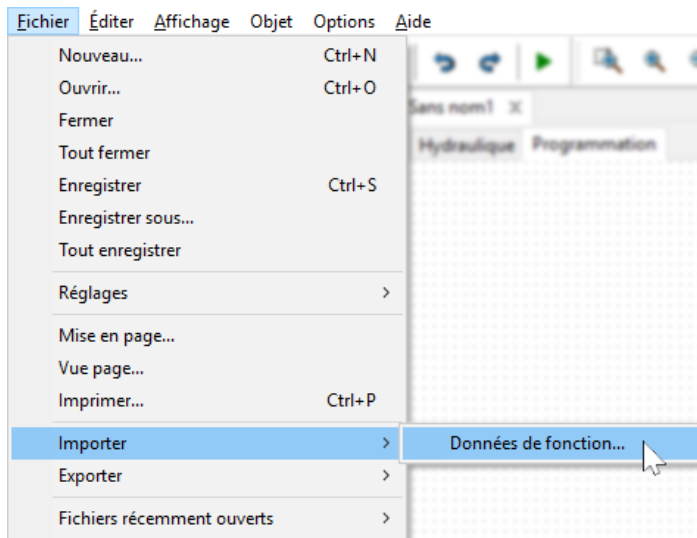 Fichier Éditer Affichage Objet Options Aide
Nouveau... Ctrl+N
Ouvrir... Ctrl+O
Fermer
Sans nom1
Tout fermer
Hydraulique Programmation
Enregistrer Ctrl+S
Enregistrer sous...
Tout enregistrer
Réglages
Mise en page...
Vue page...
Imprimer... Ctrl+P
Importer
Données de fonction...
Exporter
Fichiers récemment ouverts